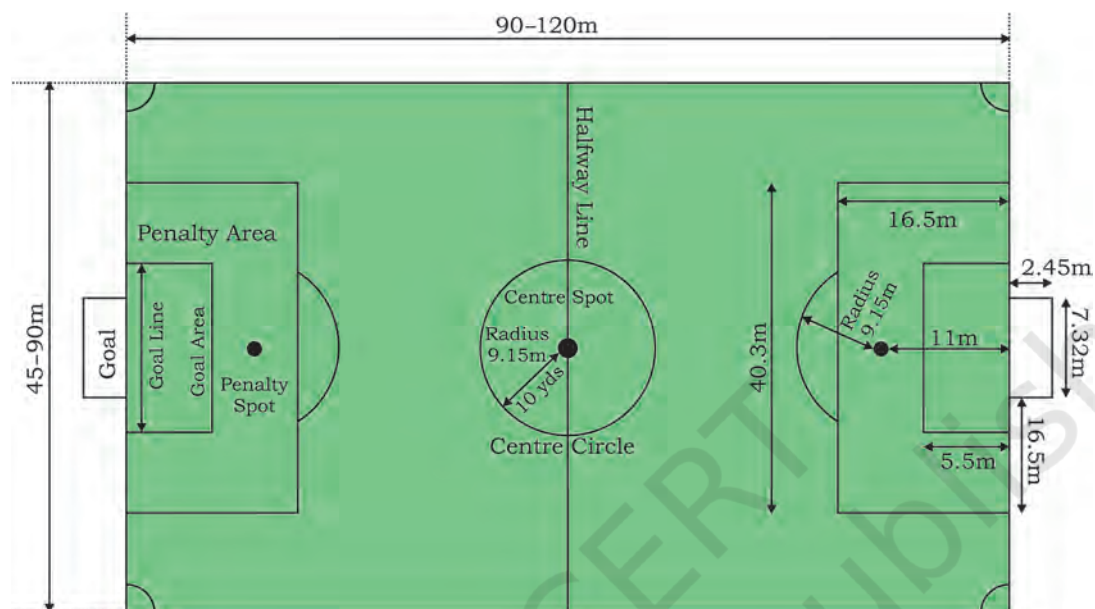 90–120m
45–90m
Halfway Line
Penalty Area
Goal
Goal Line
Goal Area
Penalty
Spot
Centre Spot
Radius
9.15m
10 yds
Centre Circle
40.3m
16.5m
Radius
9.15m
11m
5.5m
2.45m
7.32m
16.5m
CERT
ublish